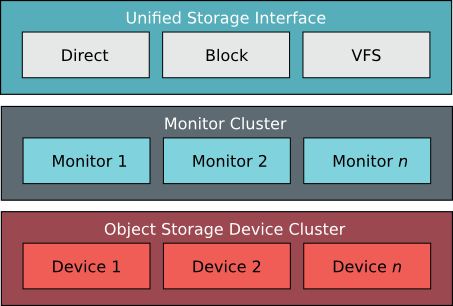 Unified Storage Interface
Direct Block VFS
Monitor Cluster
Monitor 1 Monitor 2 Monitor n
Object Storage Device Cluster
Device 1 Device 2 Device n